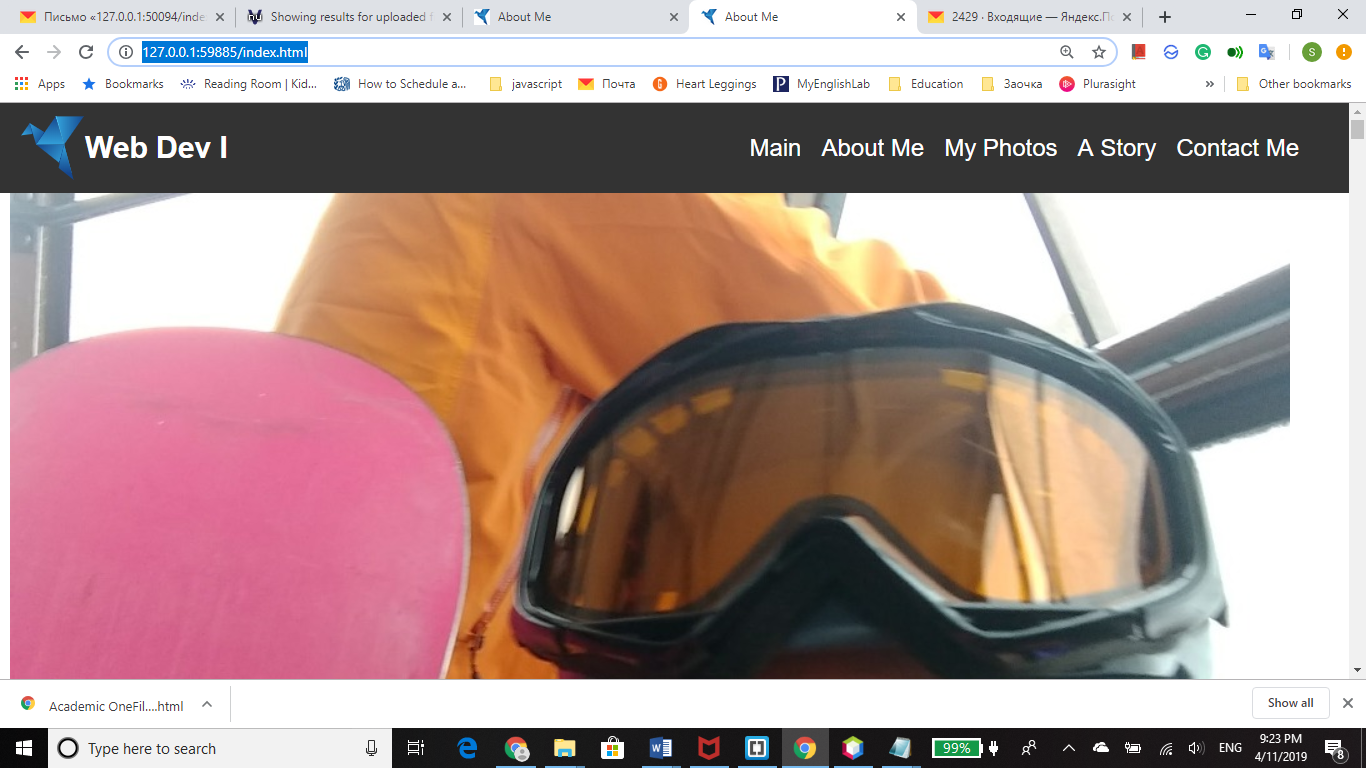 Письмо «127.0.0.1:50094/inde
Showing results for uploaded f
About Me
About Me
2429 · Входящие — Яндекс.По
127.0.0.1:59885/index.html
S
Apps
Bookmarks
Reading Room | Kid...
How to Schedule a...
javascript
Почта
Heart Leggings
MyEnglishLab
Education
Заочка
Plurasight
»
Other bookmarks
Web Dev I
Main
About Me
My Photos
A Story
Contact Me
Academic OneFil....html
Show all
Type here to search
99%
ENG
9:23 PM
4/11/2019
8